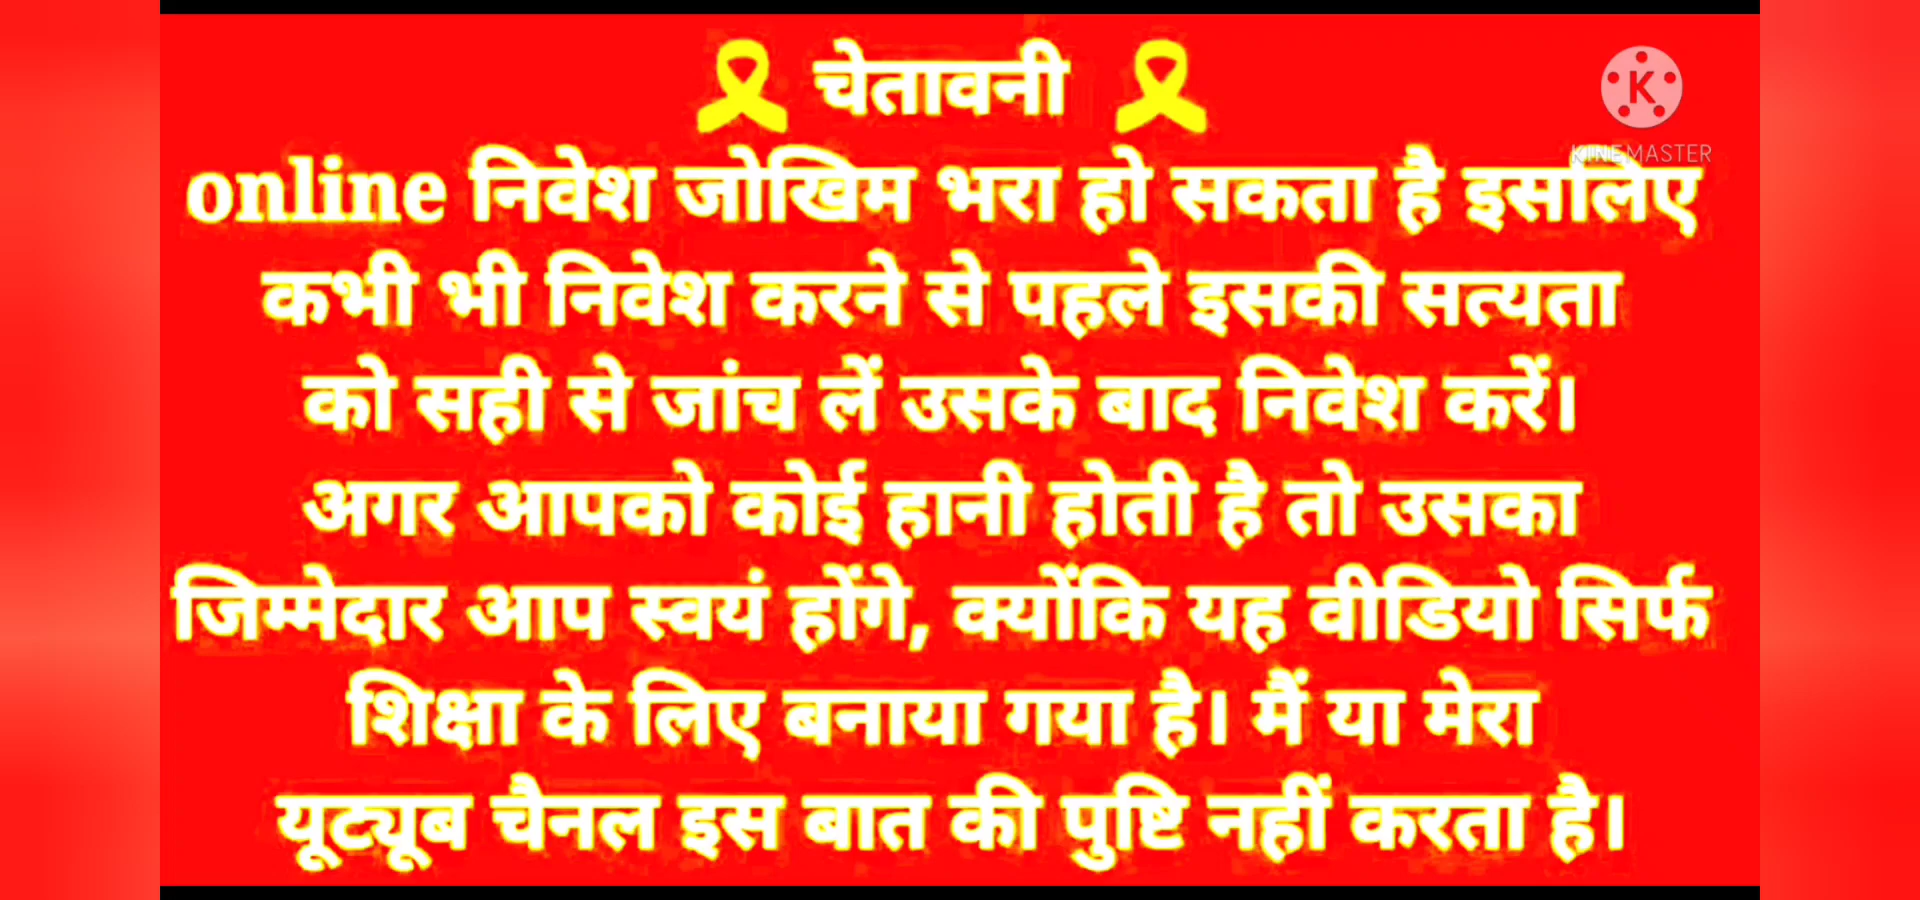 चेतावनी
KINEMASTER
online निवेश जोखिम भरा हो सकता है इसलिए
कभी भी निवेश करने से पहले इसकी सत्यता
को सही से जांच लें उसके बाद निवेश करें।
अगर आपको कोई हानी होती है तो उसका
जिम्मेदार आप स्वयं होंगे, क्योंकि यह वीडियो सिर्फ
शिक्षा के लिए बनाया गया है। मैं या मेरा
यूट्यूब चैनल इस बात की पुष्टि नहीं करता है।